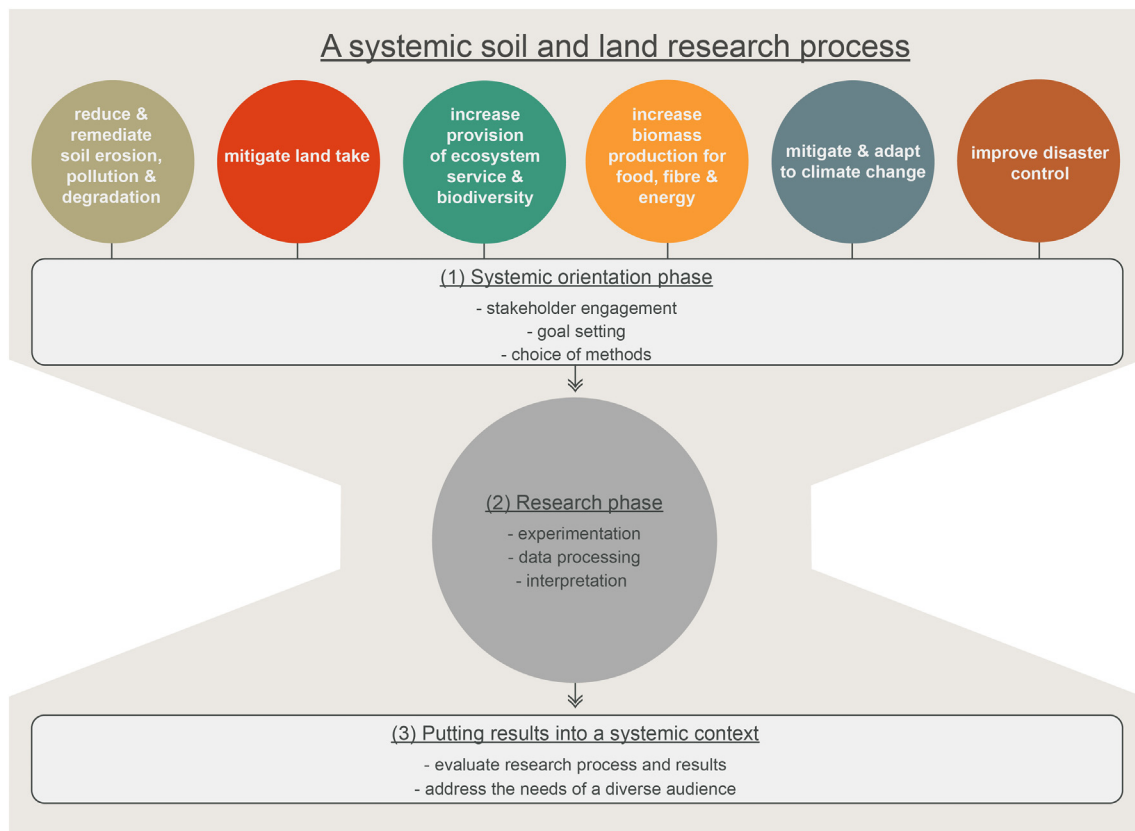 A systemic soil and land research process
reduce &
remediate
soil erosion,
pollution &
degradation
mitigate land take
increase
provision
of ecosystem
service &
biodiversity
increase
biomass
production for
food, fibre &
energy
mitigate & adapt
to climate change
improve disaster
control
(1) Systemic orientation phase
- stakeholder engagement
- goal setting
- choice of methods
(2) Research phase
- experimentation
- data processing
- interpretation
(3) Putting results into a systemic context
- evaluate research process and results
- address the needs of a diverse audience